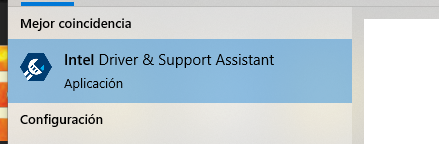 Mejor coincidencia
Intel Driver & Support Assistant
Aplicación
Configuración